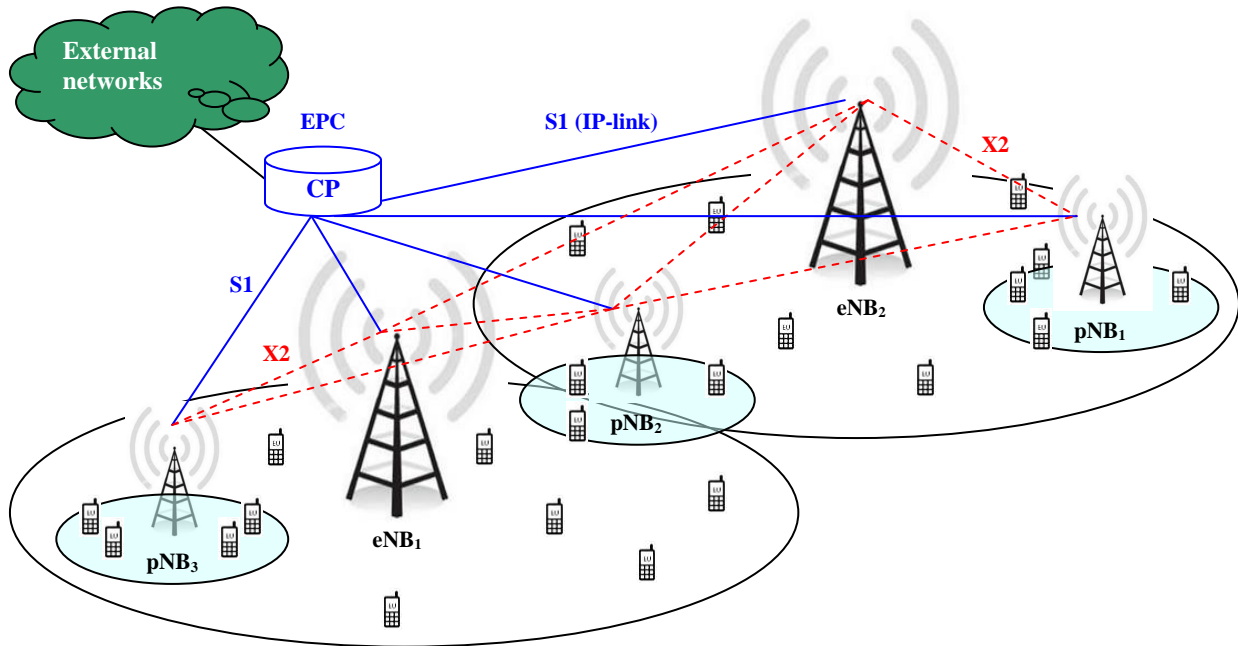 External
networks
EPC
CP
S1 (IP-link)
X2
S1
X2
eNB₂
pNB₁
pNB₂
eNB₁
pNB₃